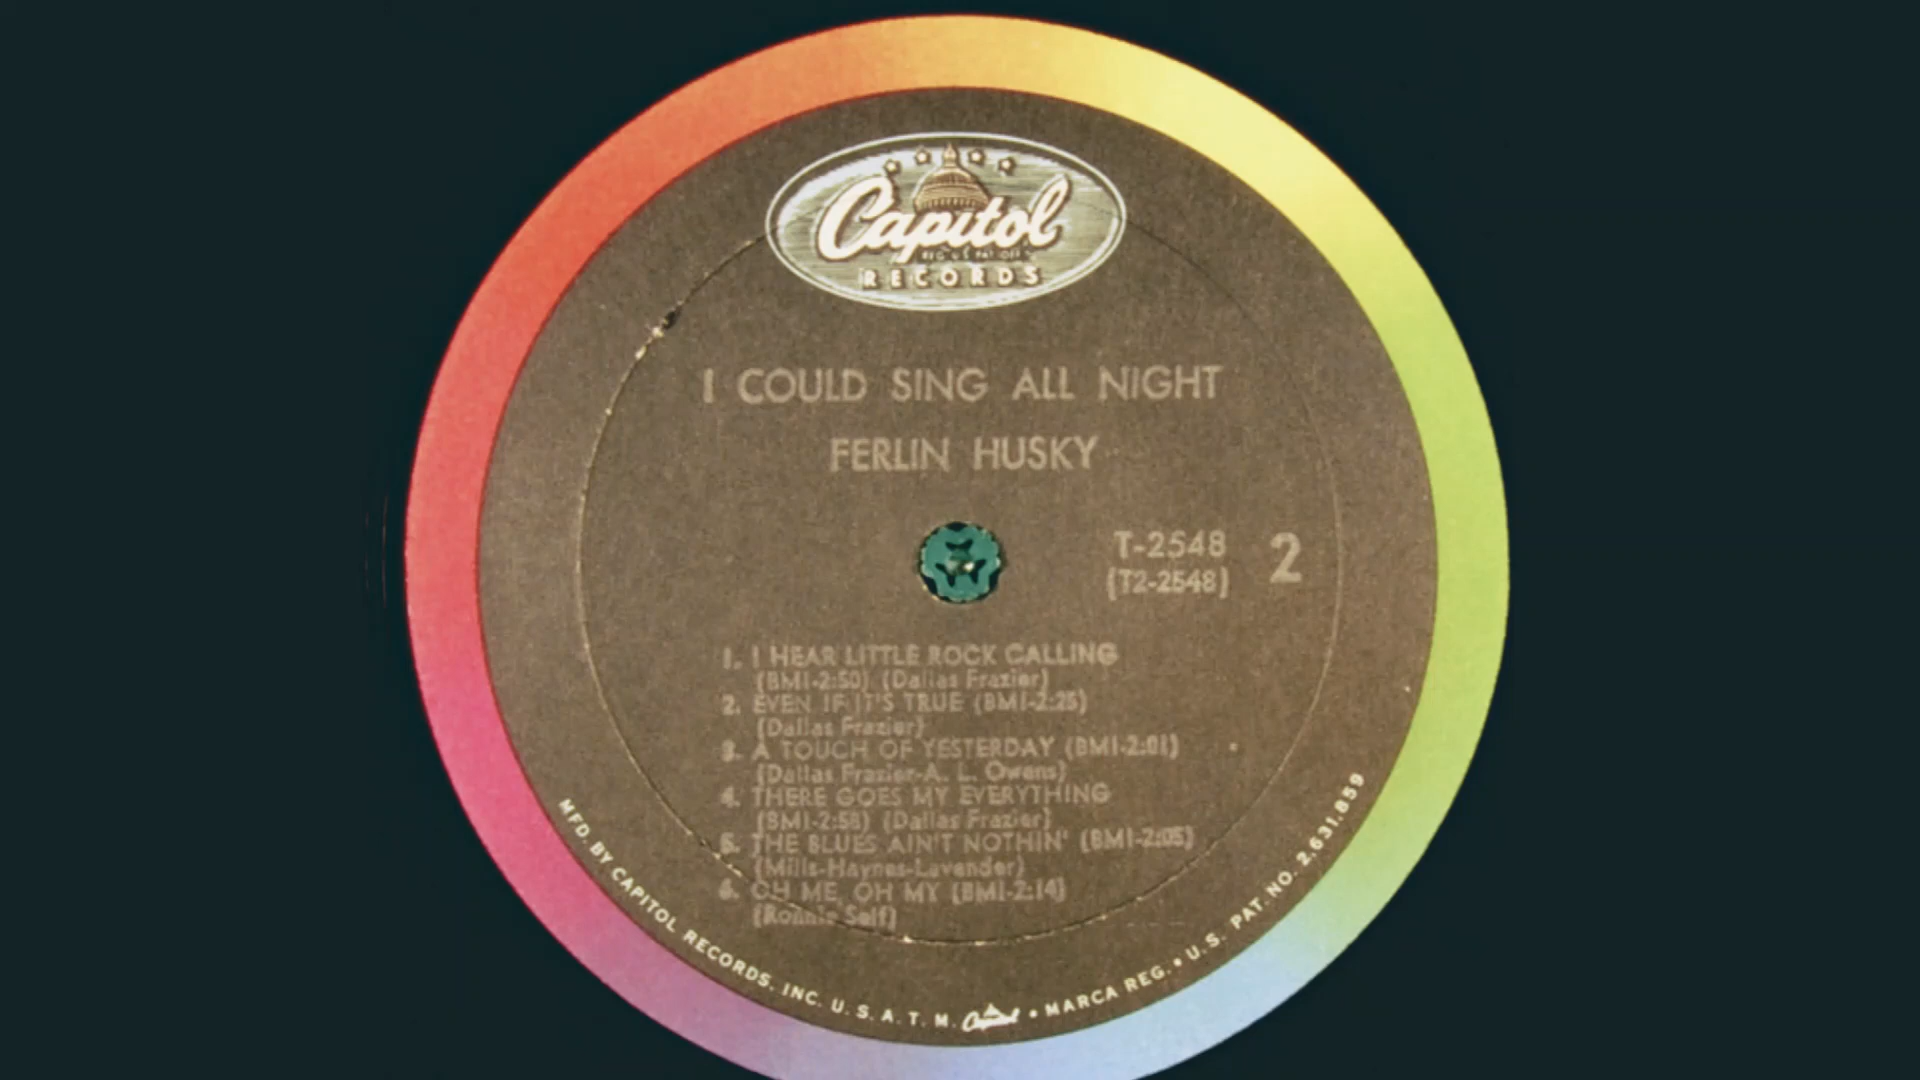 Capitol
REG. U.S. PAT. OFF.
RECORDS
I COULD SING ALL NIGHT
FERLIN HUSKY
T-2548 2
(T2-2548)
1. I HEAR LITTLE ROCK CALLING
(BMI-2:50) (Dallas Frazier)
2. EVEN IF IT'S TRUE (BMI-2:25)
(Dallas Frazier)
3. A TOUCH OF YESTERDAY (BMI-2:01)
(Dallas Frazier-A. L. Owens)
4. THERE GOES MY EVERYTHING
(BMI-2:58) (Dallas Frazier)
5. THE BLUES AIN'T NOTHIN' (BMI-2:05)
(Mills-Haynes-Lavender)
6. OH ME, OH MY (BMI-2:14)
(Ronnie Self)
MFD. BY CAPITOL RECORDS, INC. U.S.A. T.M. Capitol • MARCA REG. • U.S. PAT. NO. 2,631,859